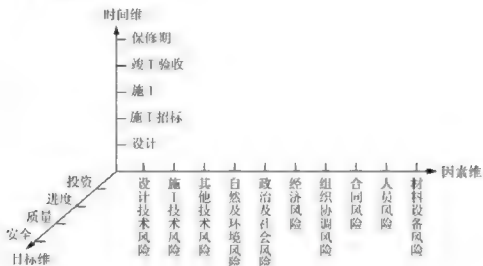 时间维
保修期
竣工验收
施工
施工招标
设计
因素维
投资
进度
质量
安全
目标维
设计技术风险
施工技术风险
其他技术风险
自然及环境风险
政治及社会风险
经济风险
组织协调风险
合同风险
人员风险
材料设备风险